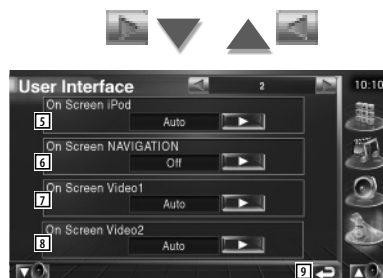 User Interface 2 10:10
On Screen iPod
5 Auto
On Screen NAVIGATION
6 Off
On Screen Video1
7 Auto
On Screen Video2
8 Auto
9